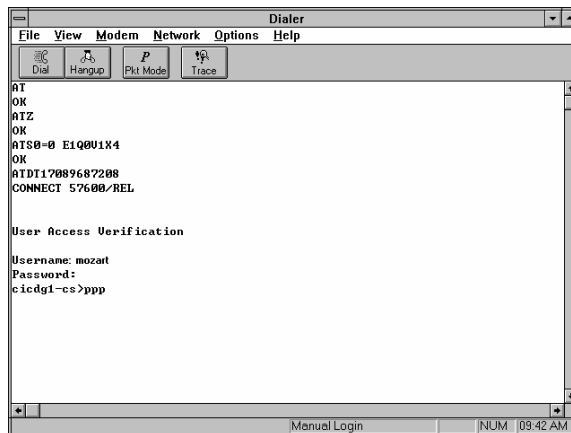 Dialer
File View Modem Network Options Help
Dial Hangup P Pkt Mode Trace
AT
OK
ATZ
OK
ATS0=0 E1Q0V1X4
OK
ATDT17089687208
CONNECT 57600/REL
User Access Verification
Username: mozart
Password:
cicdg1-cs>ppp
Manual Login NUM 09:42 AM